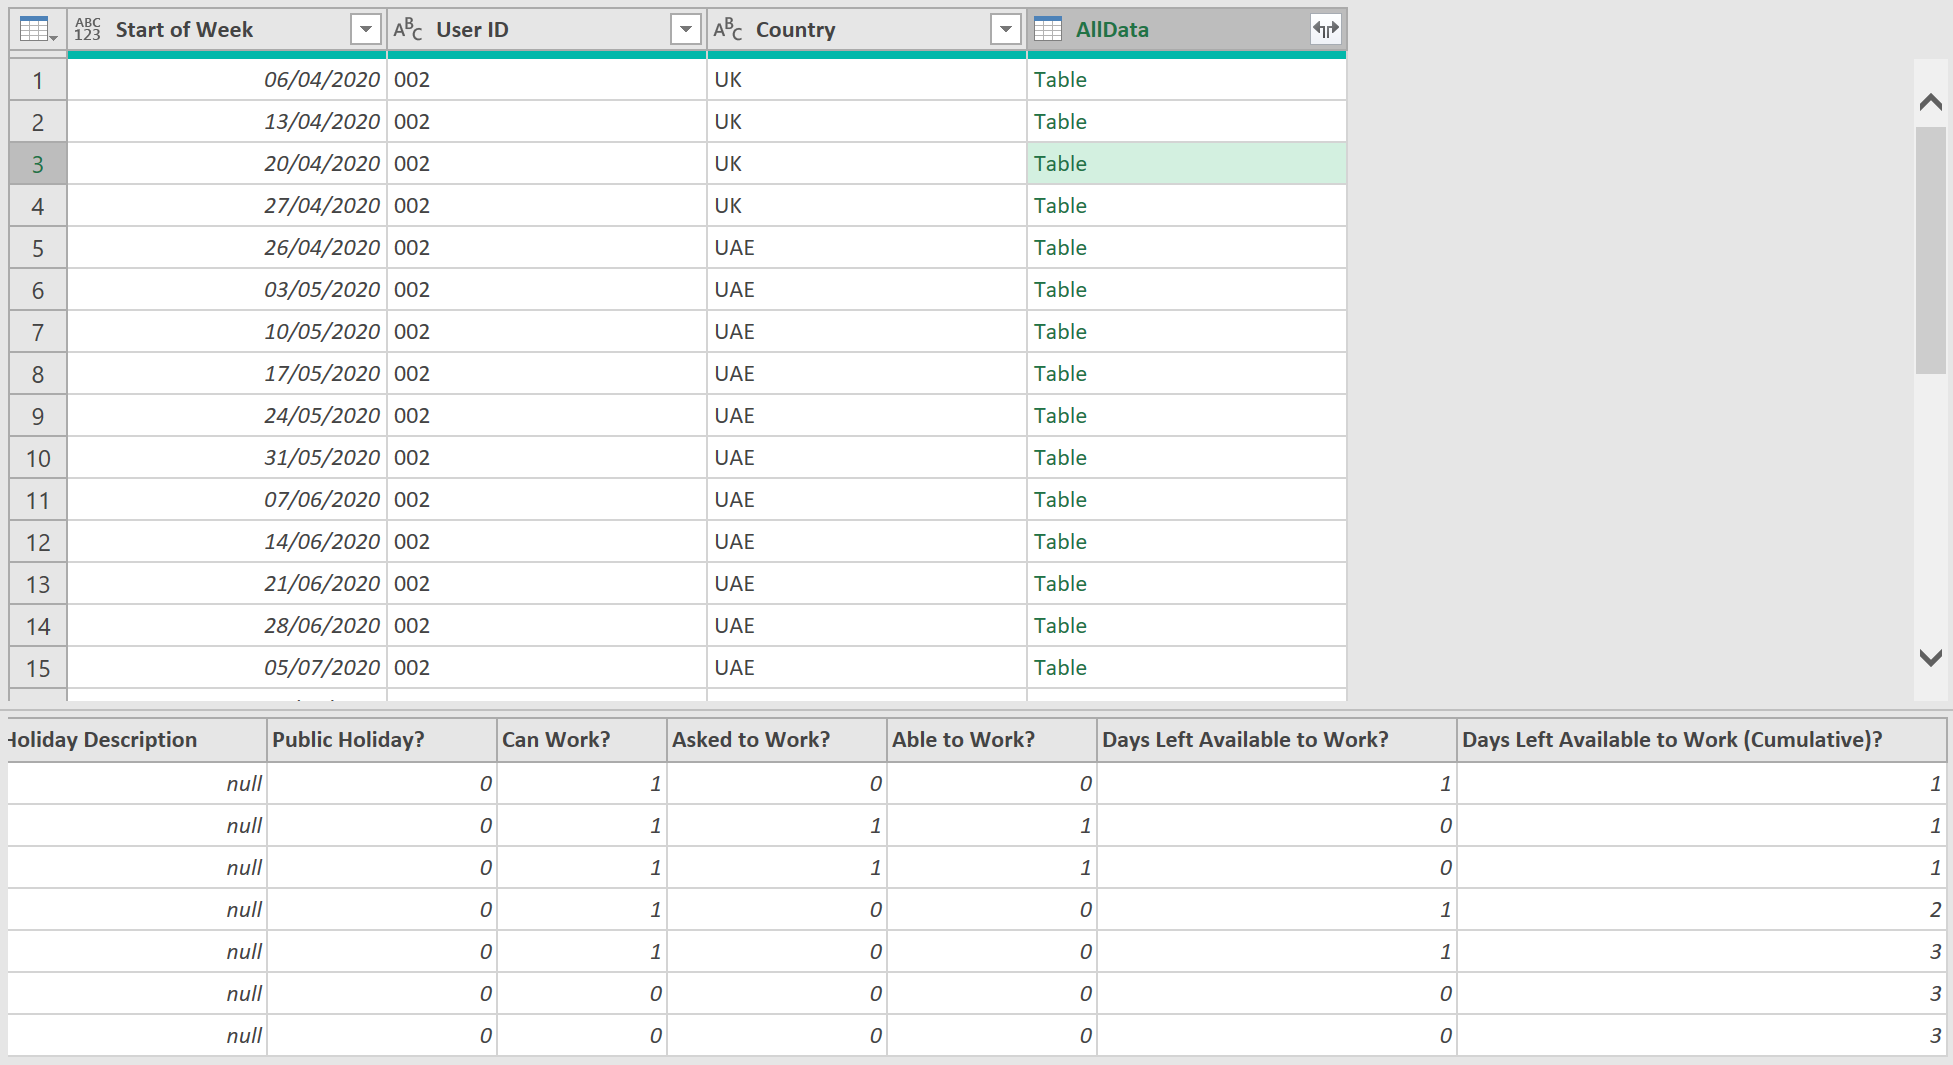 ABC 123 Start of Week ABC User ID ABC Country AllData
1 06/04/2020 002 UK Table
2 13/04/2020 002 UK Table
3 20/04/2020 002 UK Table
4 27/04/2020 002 UK Table
5 26/04/2020 002 UAE Table
6 03/05/2020 002 UAE Table
7 10/05/2020 002 UAE Table
8 17/05/2020 002 UAE Table
9 24/05/2020 002 UAE Table
10 31/05/2020 002 UAE Table
11 07/06/2020 002 UAE Table
12 14/06/2020 002 UAE Table
13 21/06/2020 002 UAE Table
14 28/06/2020 002 UAE Table
15 05/07/2020 002 UAE Table
Holiday Description Public Holiday? Can Work? Asked to Work? Able to Work? Days Left Available to Work? Days Left Available to Work (Cumulative)?
null 0 1 0 0 1 1
null 0 1 1 1 0 1
null 0 1 1 1 0 1
null 0 1 0 0 1 2
null 0 1 0 0 1 3
null 0 0 0 0 0 3
null 0 0 0 0 0 3